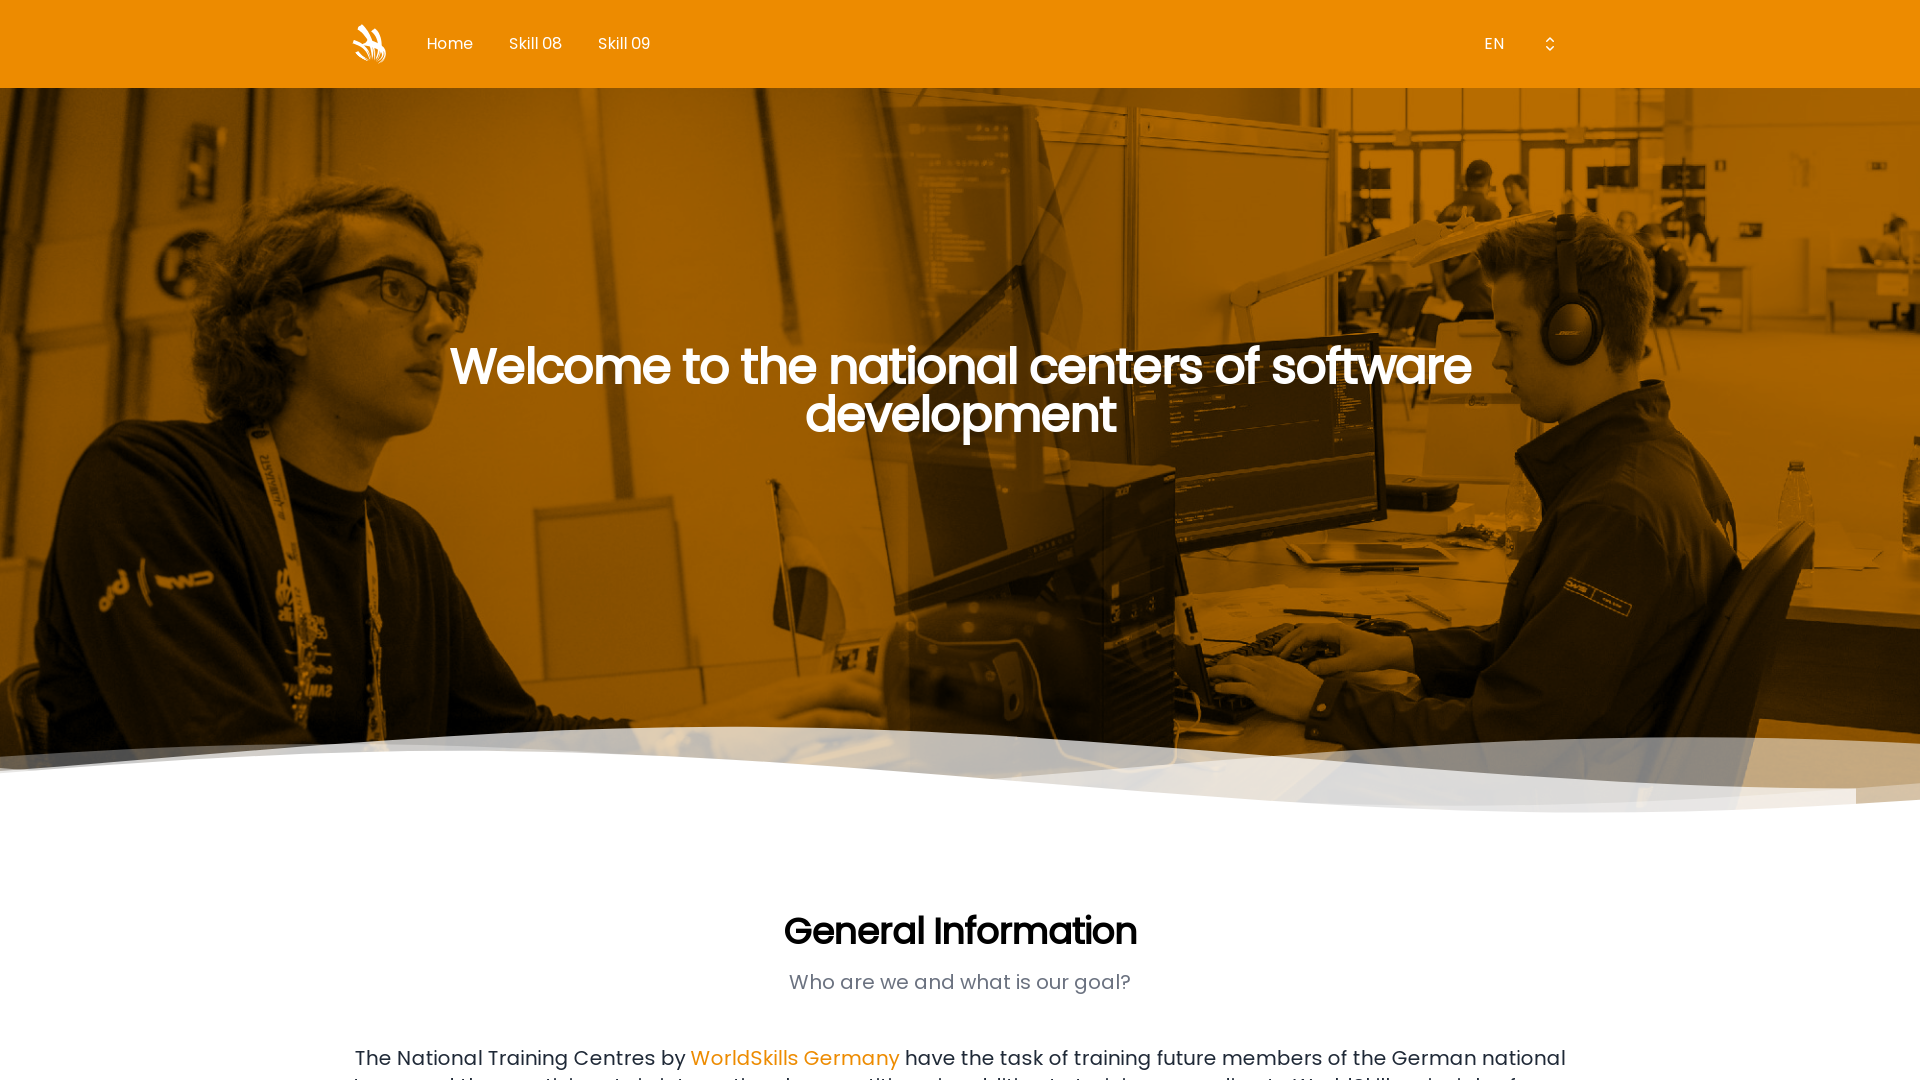 Home
Skill 08
Skill 09
EN
Welcome to the national centers of software
development
General Information
Who are we and what is our goal?
The National Training Centres by WorldSkills Germany have the task of training future members of the German national